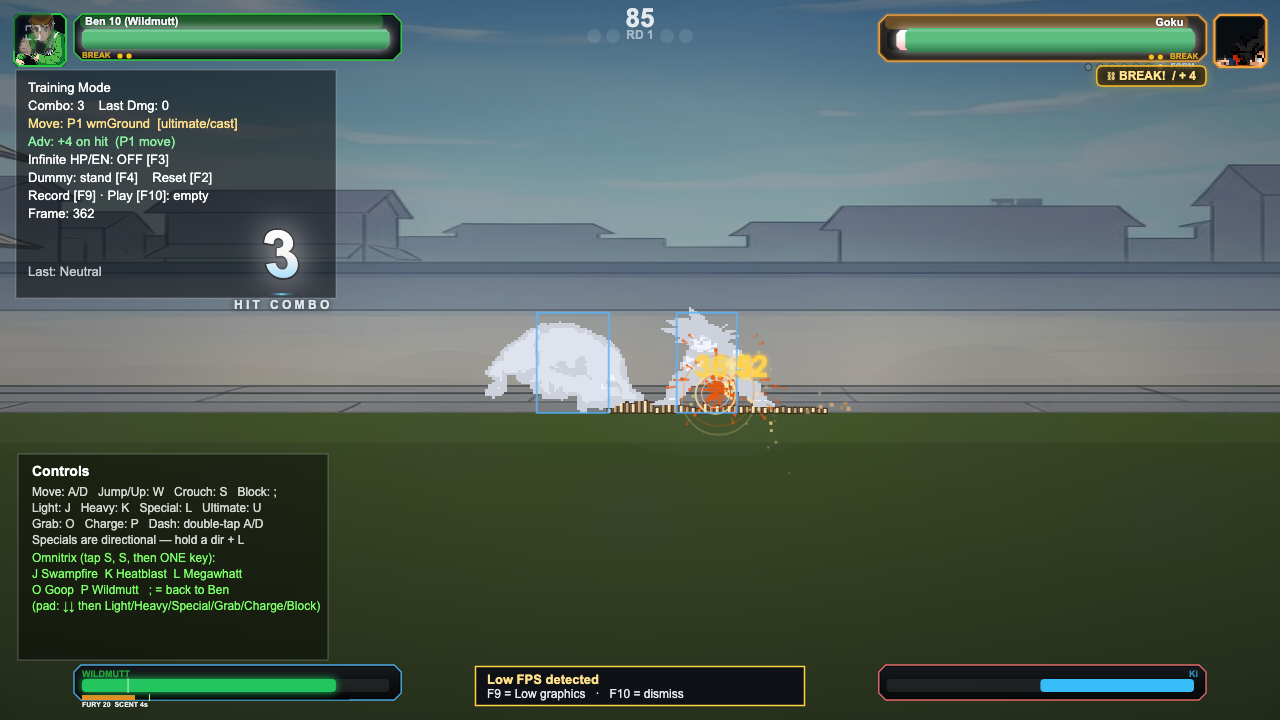 Ben 10 (Wildmutt)
BREAK
85
RD 1
Goku
BREAK
BREAK! / + 4
Training Mode
Combo: 3 Last Dmg: 0
Move: P1 wmGround [ultimate/cast]
Adv: +4 on hit (P1 move)
Infinite HP/EN: OFF [F3]
Dummy: stand [F4] Reset [F2]
Record [F9] · Play [F10]: empty
Frame: 362
Last: Neutral
3
HIT COMBO
Controls
Move: A/D Jump/Up: W Crouch: S Block: ;
Light: J Heavy: K Special: L Ultimate: U
Grab: O Charge: P Dash: double-tap A/D
Specials are directional — hold a dir + L
Omnitrix (tap S, S, then ONE key):
J Swampfire K Heatblast L Megawhatt
O Goop P Wildmutt ; = back to Ben
(pad: ↓↓ then Light/Heavy/Special/Grab/Charge/Block)
WILDMUTT
FURY 20 SCENT 4s
Low FPS detected
F9 = Low graphics · F10 = dismiss
Ki